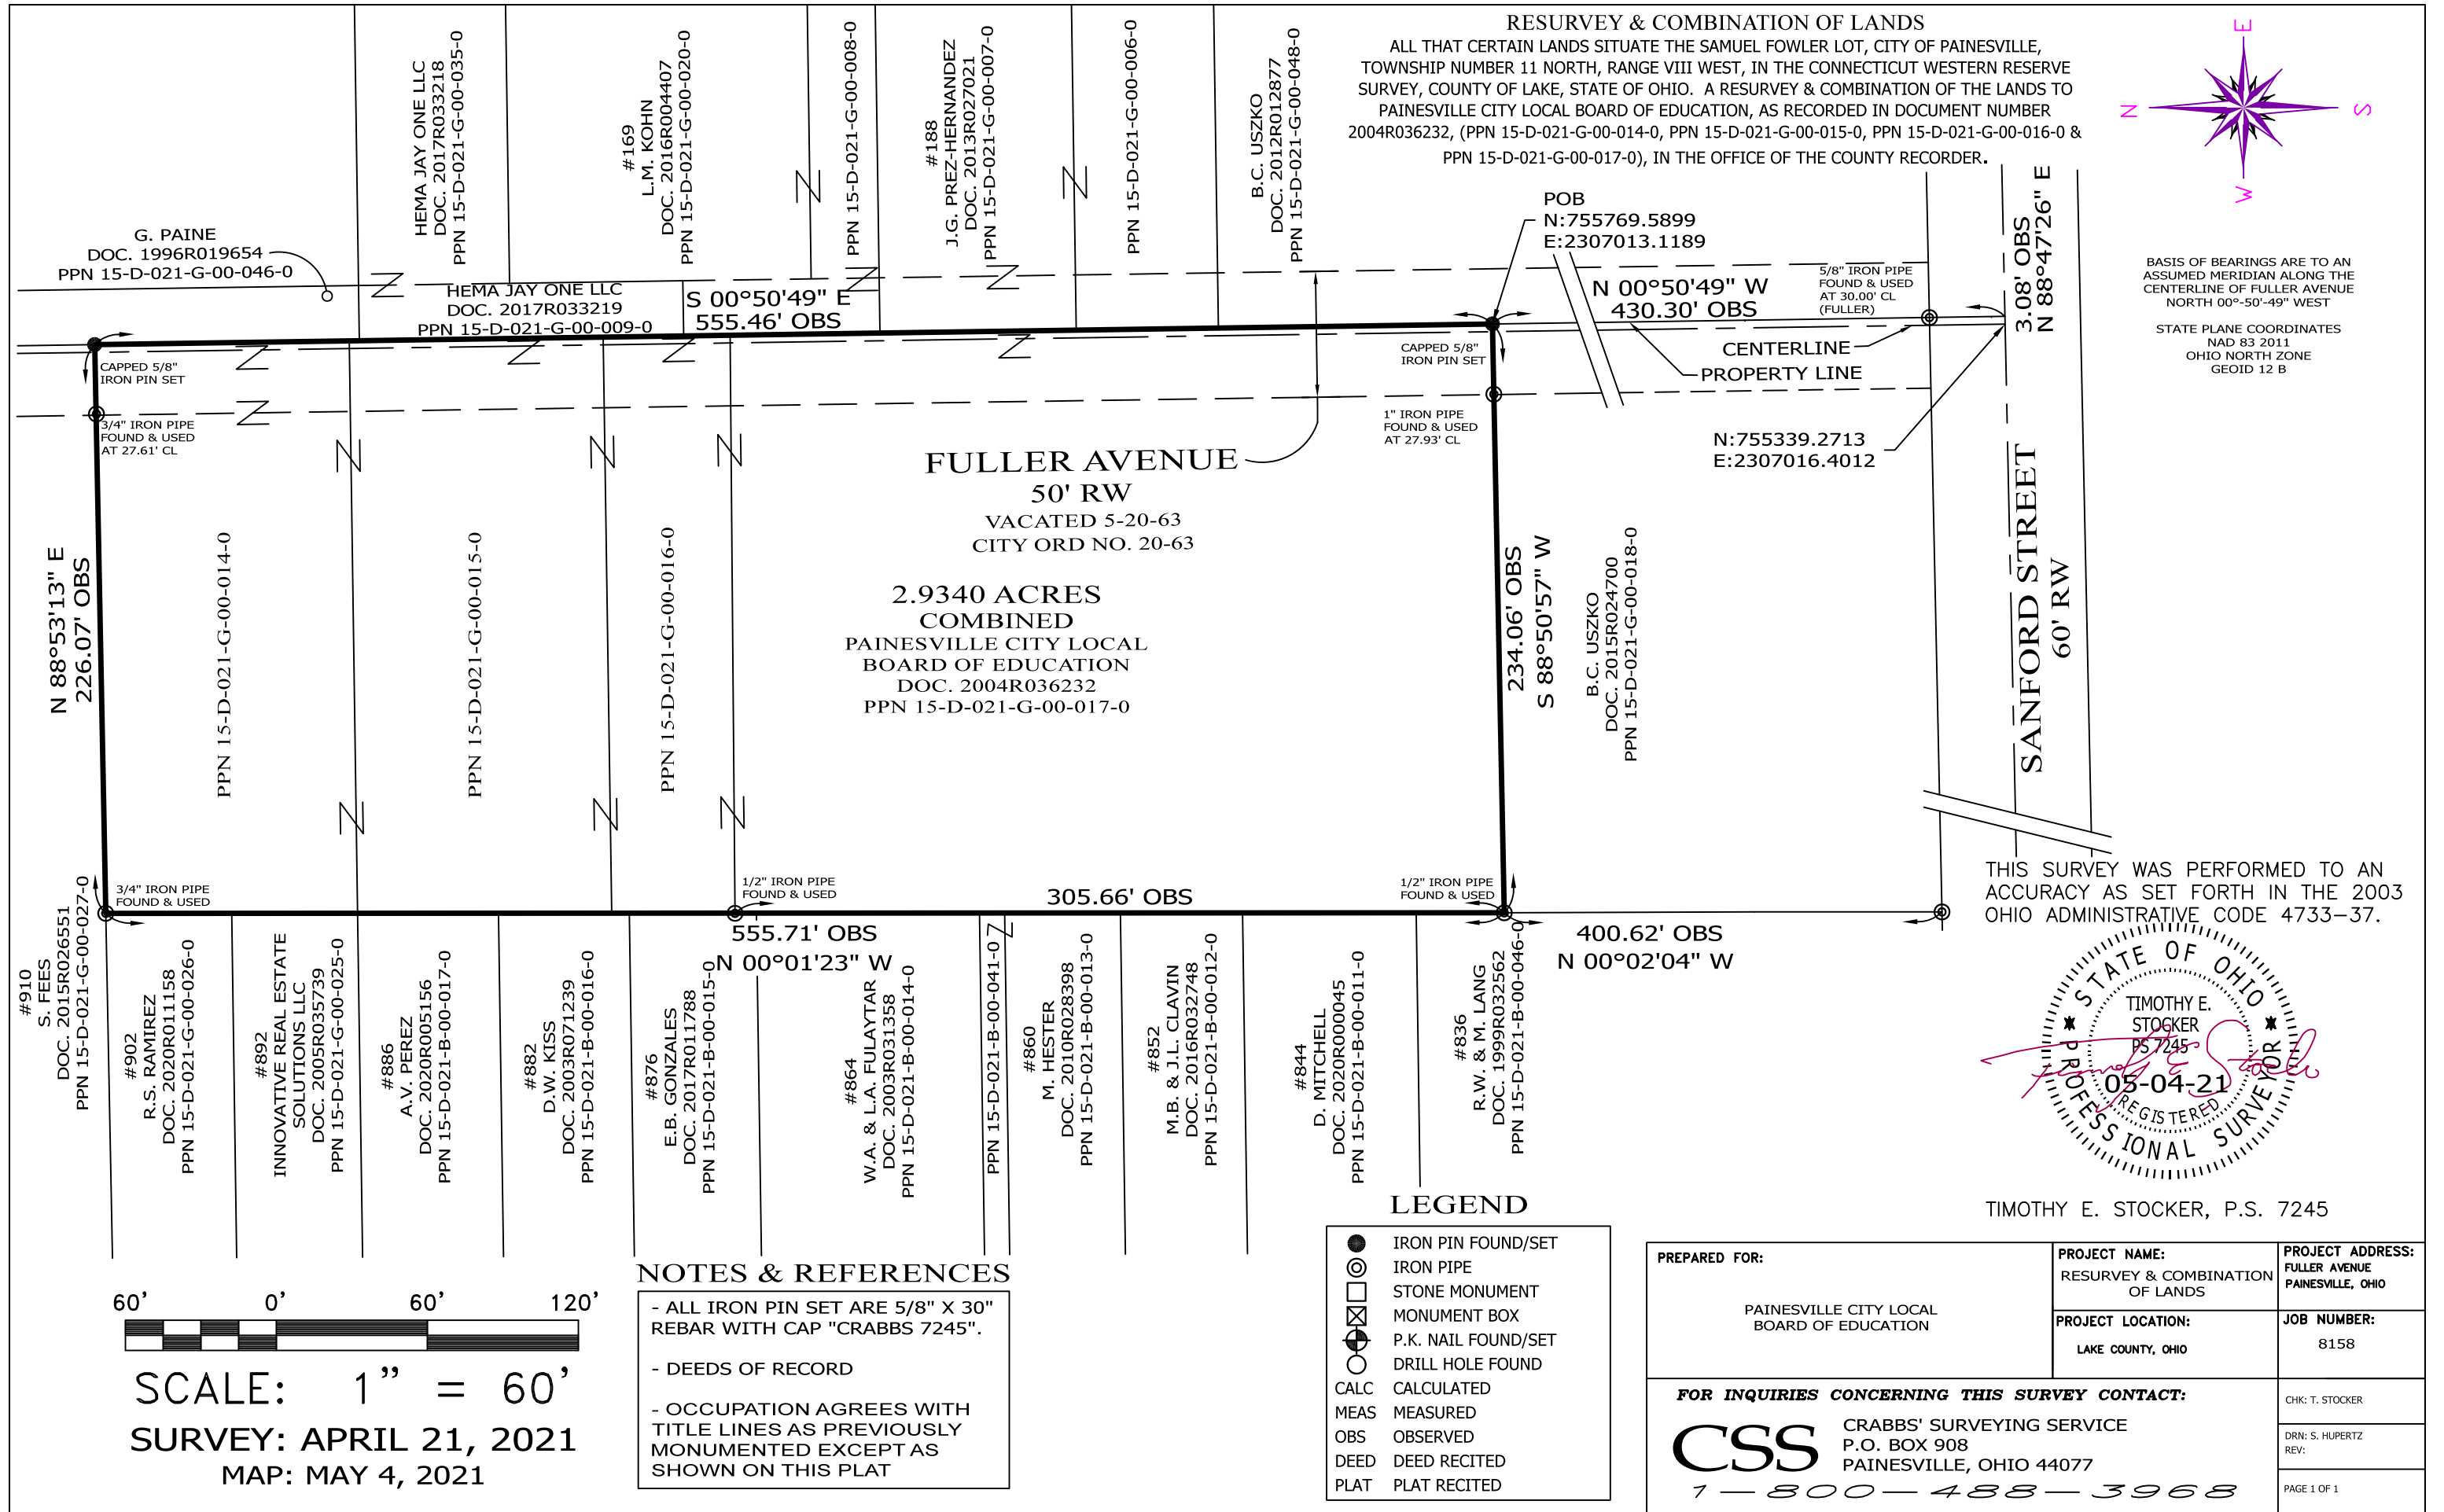 RESURVEY & COMBINATION OF LANDS
ALL THAT CERTAIN LANDS SITUATE THE SAMUEL FOWLER LOT, CITY OF PAINESVILLE,
TOWNSHIP NUMBER 11 NORTH, RANGE VIII WEST, IN THE CONNECTICUT WESTERN RESERVE
SURVEY, COUNTY OF LAKE, STATE OF OHIO. A RESURVEY & COMBINATION OF THE LANDS TO
PAINESVILLE CITY LOCAL BOARD OF EDUCATION, AS RECORDED IN DOCUMENT NUMBER
2004R036232, (PPN 15-D-021-G-00-014-0, PPN 15-D-021-G-00-015-0, PPN 15-D-021-G-00-016-0 &
PPN 15-D-021-G-00-017-0), IN THE OFFICE OF THE COUNTY RECORDER.
E
N
S
W
HEMA JAY ONE LLC
DOC. 2017R033218
PPN 15-D-021-G-00-035-0
#169
L.M. KOHN
DOC. 2016R004407
PPN 15-D-021-G-00-020-0
PPN 15-D-021-G-00-008-0
#188
J.G. PREZ-HERNANDEZ
DOC. 2013R027021
PPN 15-D-021-G-00-007-0
PPN 15-D-021-G-00-006-0
B.C. USZKO
DOC. 2012R012877
PPN 15-D-021-G-00-048-0
G. PAINE
DOC. 1996R019654
PPN 15-D-021-G-00-046-0
HEMA JAY ONE LLC
DOC. 2017R033219
PPN 15-D-021-G-00-009-0
S 00°50'49" E
555.46' OBS
POB
N:755769.5899
E:2307013.1189
N 00°50'49" W
430.30' OBS
5/8" IRON PIPE
FOUND & USED
AT 30.00' CL
(FULLER)
3.08' OBS
N 88°47'26" E
BASIS OF BEARINGS ARE TO AN
ASSUMED MERIDIAN ALONG THE
CENTERLINE OF FULLER AVENUE
NORTH 00°-50'-49" WEST
STATE PLANE COORDINATES
NAD 83 2011
OHIO NORTH ZONE
GEOID 12 B
CENTERLINE
PROPERTY LINE
CAPPED 5/8"
IRON PIN SET
CAPPED 5/8"
IRON PIN SET
3/4" IRON PIPE
FOUND & USED
AT 27.61' CL
1" IRON PIPE
FOUND & USED
AT 27.93' CL
N:755339.2713
E:2307016.4012
FULLER AVENUE
50' RW
VACATED 5-20-63
CITY ORD NO. 20-63
2.9340 ACRES
COMBINED
PAINESVILLE CITY LOCAL
BOARD OF EDUCATION
DOC. 2004R036232
PPN 15-D-021-G-00-017-0
N 88°53'13" E
226.07' OBS
PPN 15-D-021-G-00-014-0
PPN 15-D-021-G-00-015-0
PPN 15-D-021-G-00-016-0
234.06' OBS
S 88°50'57" W
B.C. USZKO
DOC. 2015R024700
PPN 15-D-021-G-00-018-0
SANFORD STREET
60' RW
3/4" IRON PIPE
FOUND & USED
1/2" IRON PIPE
FOUND & USED
305.66' OBS
1/2" IRON PIPE
FOUND & USED
555.71' OBS
N 00°01'23" W
400.62' OBS
N 00°02'04" W
#910
S. FEES
DOC. 2015R026551
PPN 15-D-021-G-00-027-0
#902
R.S. RAMIREZ
DOC. 2020R011158
PPN 15-D-021-G-00-026-0
#892
INNOVATIVE REAL ESTATE
SOLUTIONS LLC
DOC. 2005R035739
PPN 15-D-021-G-00-025-0
#886
A.V. PEREZ
DOC. 2020R005156
PPN 15-D-021-B-00-017-0
#882
D.W. KISS
DOC. 2003R071239
PPN 15-D-021-B-00-016-0
#876
E.B. GONZALES
DOC. 2017R011788
PPN 15-D-021-B-00-015-0
#864
W.A. & L.A. FULAYTAR
DOC. 2003R031358
PPN 15-D-021-B-00-014-0
PPN 15-D-021-B-00-041-0
#860
M. HESTER
DOC. 2010R028398
PPN 15-D-021-B-00-013-0
#852
M.B. & J.L. CLAVIN
DOC. 2016R032748
PPN 15-D-021-B-00-012-0
#844
D. MITCHELL
DOC. 2020R000045
PPN 15-D-021-B-00-011-0
#836
R.W. & M. LANG
DOC. 1999R032562
PPN 15-D-021-B-00-046-0
THIS SURVEY WAS PERFORMED TO AN
ACCURACY AS SET FORTH IN THE 2003
OHIO ADMINISTRATIVE CODE 4733-37.
STATE OF OHIO
TIMOTHY E.
STOCKER
PS 7245
05-04-21
REGISTERED
PROFESSIONAL SURVEYOR
TIMOTHY E. STOCKER, P.S. 7245
60' 0' 60' 120'
SCALE: 1" = 60'
SURVEY: APRIL 21, 2021
MAP: MAY 4, 2021
NOTES & REFERENCES
- ALL IRON PIN SET ARE 5/8" X 30"
REBAR WITH CAP "CRABBS 7245".
- DEEDS OF RECORD
- OCCUPATION AGREES WITH
TITLE LINES AS PREVIOUSLY
MONUMENTED EXCEPT AS
SHOWN ON THIS PLAT
LEGEND
IRON PIN FOUND/SET
IRON PIPE
STONE MONUMENT
MONUMENT BOX
P.K. NAIL FOUND/SET
DRILL HOLE FOUND
CALC CALCULATED
MEAS MEASURED
OBS OBSERVED
DEED DEED RECITED
PLAT PLAT RECITED
PREPARED FOR:
PAINESVILLE CITY LOCAL
BOARD OF EDUCATION
PROJECT NAME:
RESURVEY & COMBINATION
OF LANDS
PROJECT ADDRESS:
FULLER AVENUE
PAINESVILLE, OHIO
PROJECT LOCATION:
LAKE COUNTY, OHIO
JOB NUMBER:
8158
FOR INQUIRIES CONCERNING THIS SURVEY CONTACT:
CSS
CRABBS' SURVEYING SERVICE
P.O. BOX 908
PAINESVILLE, OHIO 44077
1-800-488-3968
CHK: T. STOCKER
DRN: S. HUPERTZ
REV:
PAGE 1 OF 1